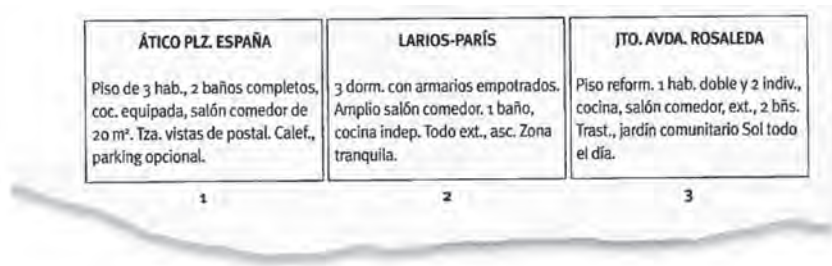 ÁTICO PLZ. ESPAÑA
Piso de 3 hab., 2 baños completos,
coc. equipada, salón comedor de
20 m². Tza. vistas de postal. Calef.,
parking opcional.
1
LARIOS-PARÍS
3 dorm. con armarios empotrados.
Amplio salón comedor. 1 baño,
cocina indep. Todo ext., asc. Zona
tranquila.
2
JTO. AVDA. ROSALEDA
Piso reform. 1 hab. doble y 2 indiv.,
cocina, salón comedor, ext., 2 bñs.
Trast., jardín comunitario Sol todo
el día.
3